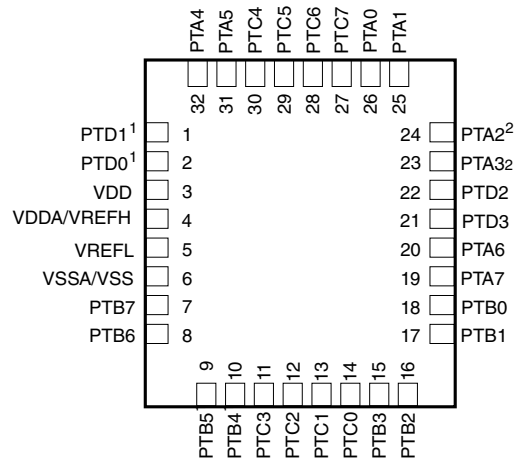 PTA4 PTA5 PTC4 PTC5 PTC6 PTC7 PTA0 PTA1
32 31 30 29 28 27 26 25
PTD1¹ 1 24 PTA2²
PTD0¹ 2 23 PTA32
VDD 3 22 PTD2
VDDA/VREFH 4 21 PTD3
VREFL 5 20 PTA6
VSSA/VSS 6 19 PTA7
PTB7 7 18 PTB0
PTB6 8 17 PTB1
9 10 11 12 13 14 15 16
PTB5 PTB4 PTC3 PTC2 PTC1 PTC0 PTB3 PTB2